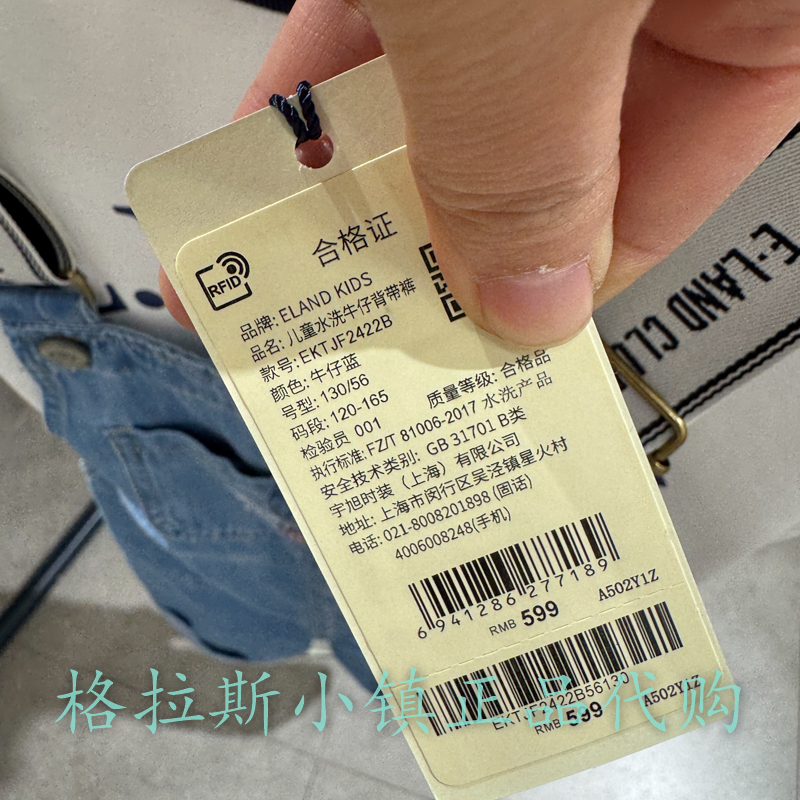 合格证
RFID
品牌: ELAND KIDS
品名: 儿童水洗牛仔背带裤
款号: EKTJF2422B
颜色: 牛仔蓝
号型: 130/56
码段: 120-165
质量等级: 合格品
检验员 001
执行标准: FZ/T 81006-2017 水洗产品
安全技术类别: GB 31701 B类
宇旭时装（上海）有限公司
地址: 上海市闵行区吴泾镇星火村
电话: 021-8008201898 (固话)
4006008248(手机)
6 941286 277189
RMB 599
A502Y1Z
EKTJF2422B56130
RMB 599
A502Y1Z
E·LAND CLO
格拉斯小镇正品代购